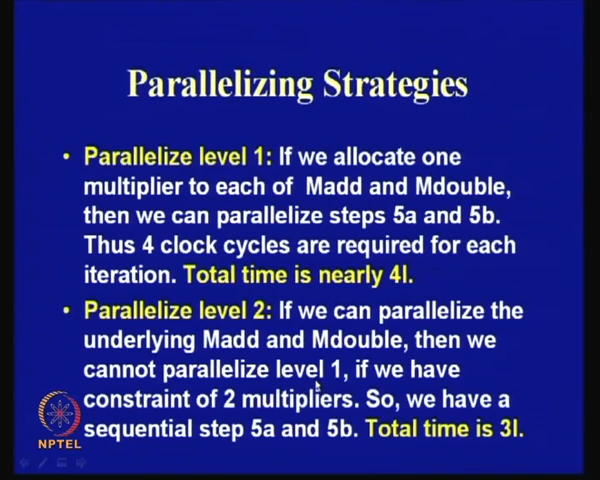 Parallelizing Strategies
• Parallelize level 1: If we allocate one
multiplier to each of Madd and Mdouble,
then we can parallelize steps 5a and 5b.
Thus 4 clock cycles are required for each
iteration. Total time is nearly 4l.
• Parallelize level 2: If we can parallelize the
underlying Madd and Mdouble, then we
cannot parallelize level 1, if we have
constraint of 2 multipliers. So, we have a
sequential step 5a and 5b. Total time is 3l.
NPTEL